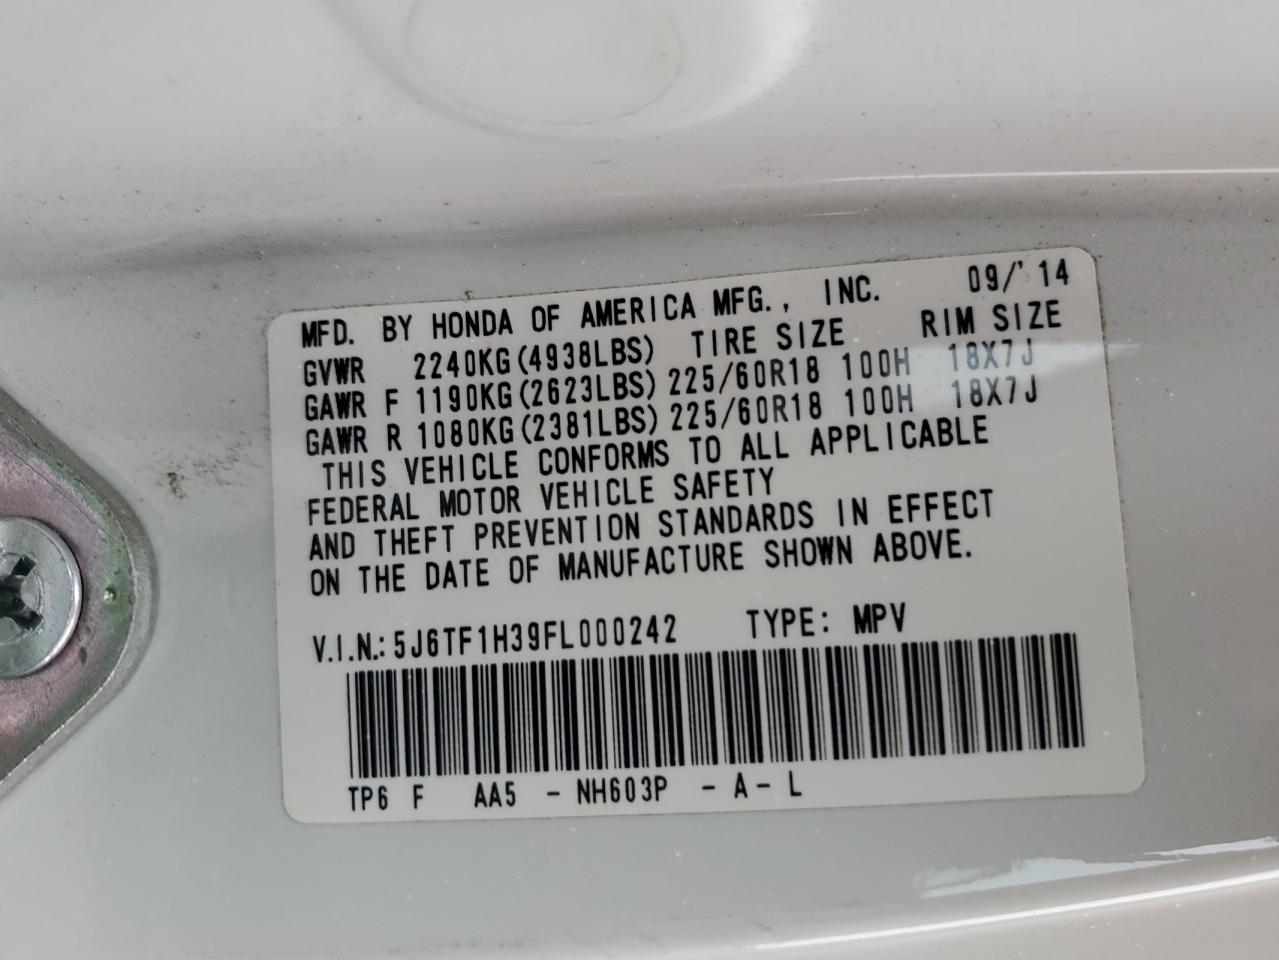 MFD. BY HONDA OF AMERICA MFG., INC. 09/'14
GVWR 2240KG(4938LBS) TIRE SIZE RIM SIZE
GAWR F 1190KG(2623LBS) 225/60R18 100H 18X7J
GAWR R 1080KG(2381LBS) 225/60R18 100H 18X7J
THIS VEHICLE CONFORMS TO ALL APPLICABLE
FEDERAL MOTOR VEHICLE SAFETY
AND THEFT PREVENTION STANDARDS IN EFFECT
ON THE DATE OF MANUFACTURE SHOWN ABOVE.
V.I.N.: 5J6TF1H39FL000242 TYPE: MPV
TP6 F AA5 - NH603P - A - L